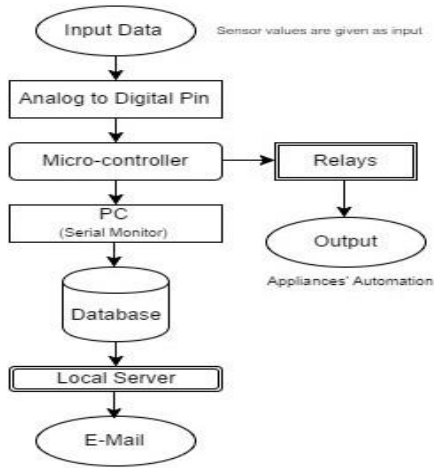 Input Data
Sensor values are given as input
Analog to Digital Pin
Micro-controller
Relays
PC
(Serial Monitor)
Output
Appliances' Automation
Database
Local Server
E-Mail